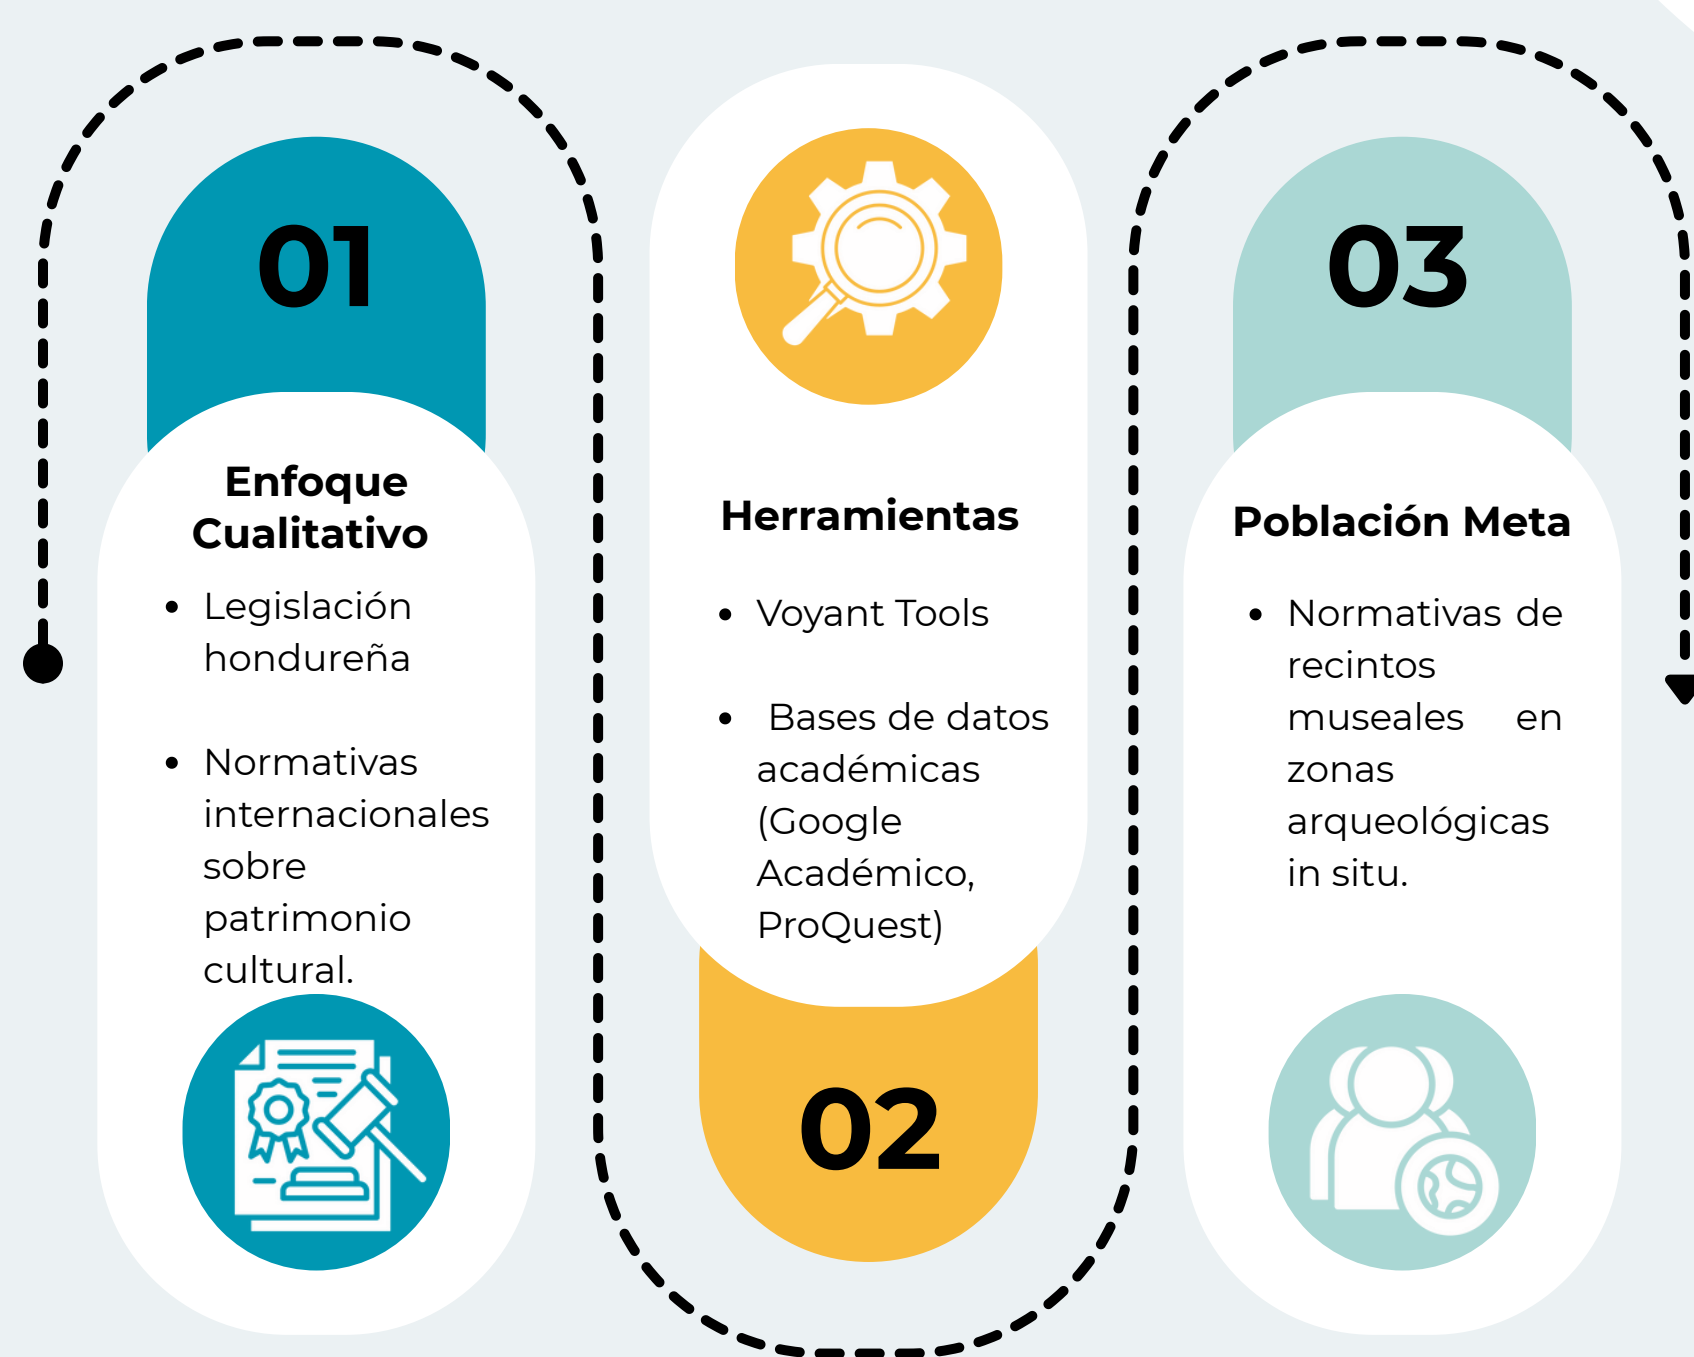 01
Enfoque
Cualitativo
• Legislación
hondureña
• Normativas
internacionales
sobre
patrimonio
cultural.
Herramientas
• Voyant Tools
• Bases de datos
académicas
(Google
Académico,
ProQuest)
02
03
Población Meta
• Normativas de
recintos
museales en
zonas
arqueológicas
in situ.